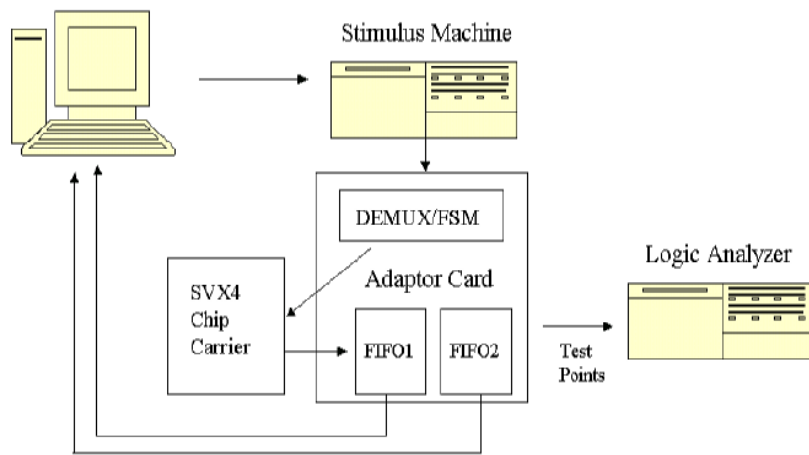 Stimulus Machine
DEMUX/FSM
Adaptor Card
SVX4
Chip
Carrier
FIFO1
FIFO2
Logic Analyzer
Test
Points